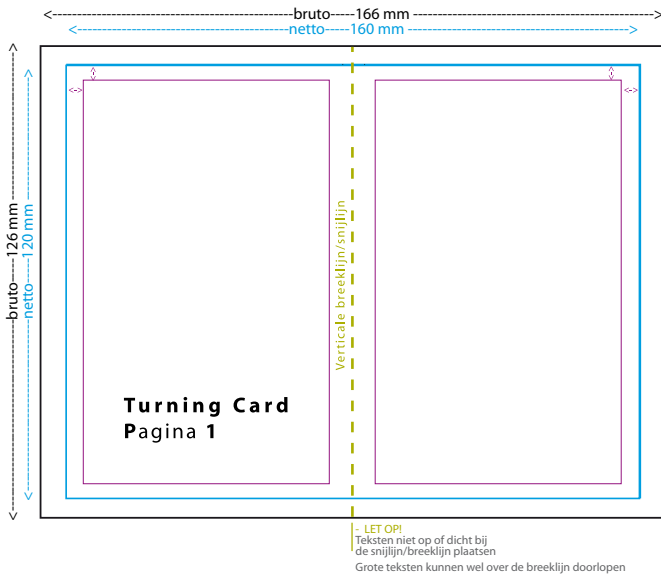 bruto-----166 mm
netto-----160 mm
bruto-----126 mm
netto-----120 mm
Verticale breeklijn/snijlijn
Turning Card
Pagina 1
- LET OP!
Teksten niet op of dicht bij
de snijlijn/breeklijn plaatsen
Grote teksten kunnen wel over de breeklijn doorlopen